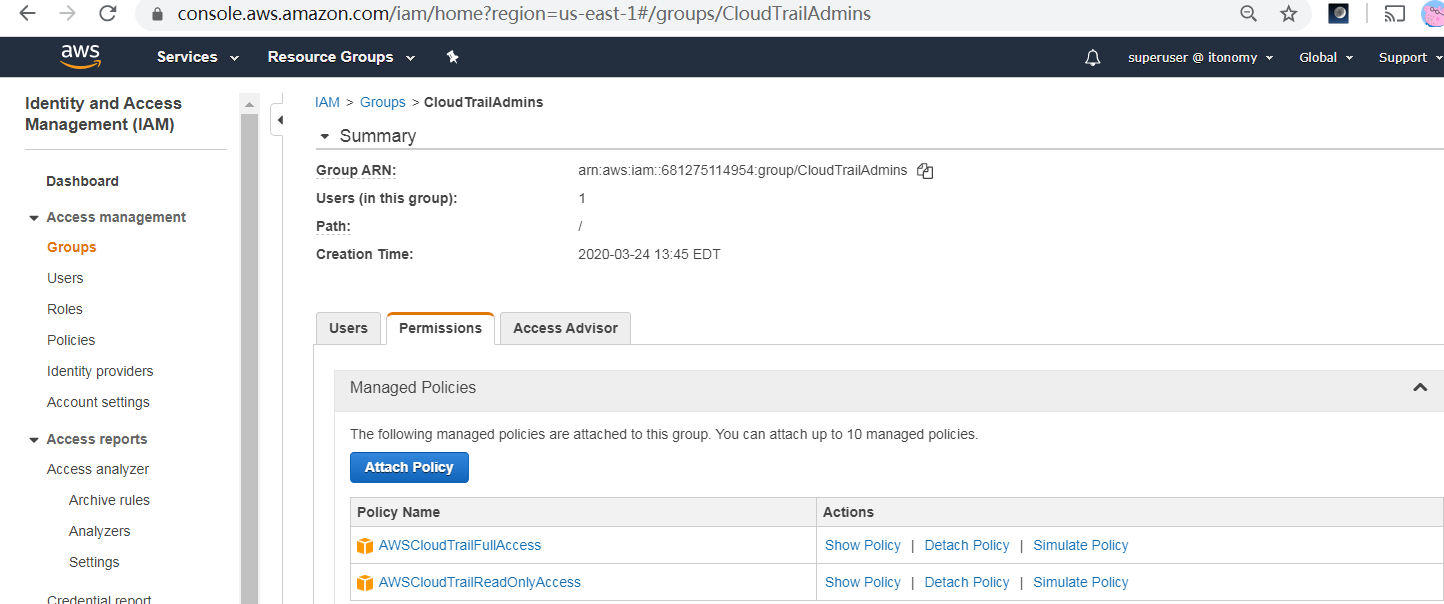 console.aws.amazon.com/iam/home?region=us-east-1#/groups/CloudTrailAdmins
aws Services Resource Groups superuser @ itonomy Global Support
Identity and Access
Management (IAM)
Dashboard
Access management
Groups
Users
Roles
Policies
Identity providers
Account settings
Access reports
Access analyzer
Archive rules
Analyzers
Settings
Credential report
IAM > Groups > CloudTrailAdmins
Summary
Group ARN: arn:aws:iam::681275114954:group/CloudTrailAdmins
Users (in this group): 1
Path: /
Creation Time: 2020-03-24 13:45 EDT
Users Permissions Access Advisor
Managed Policies
The following managed policies are attached to this group. You can attach up to 10 managed policies.
Attach Policy
Policy Name Actions
AWSCloudTrailFullAccess Show Policy | Detach Policy | Simulate Policy
AWSCloudTrailReadOnlyAccess Show Policy | Detach Policy | Simulate Policy